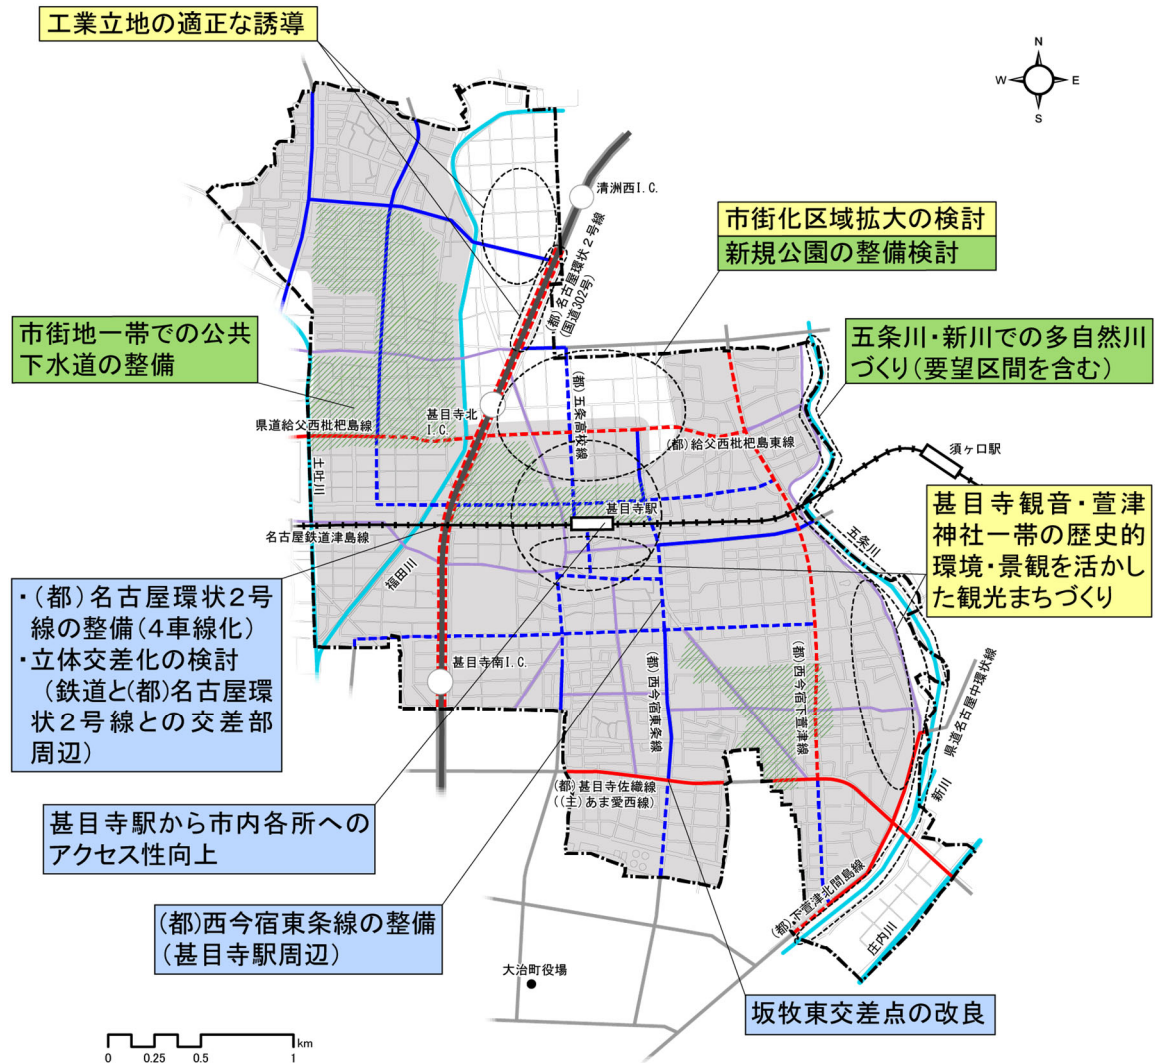 工業立地の適正な誘導
N
W
E
S
清洲西I.C.
(都)名古屋環状2号線
(国道302号)
市街化区域拡大の検討
新規公園の整備検討
市街地一帯での公共
下水道の整備
五条川・新川での多自然川
づくり(要望区間を含む)
甚目寺北
I.C.
(都)五条高校線
県道給父西枇杷島線
(都)給父西枇杷島東線
須ヶ口駅
土吐川
甚目寺駅
名古屋鉄道津島線
福田川
五条川
甚目寺観音・萱津
神社一帯の歴史的
環境・景観を活かし
た観光まちづくり
・(都)名古屋環状2号
線の整備(4車線化)
・立体交差化の検討
(鉄道と(都)名古屋環
状2号線との交差部
周辺)
甚目寺南I.C.
(都)西今宿東条線
(都)西今宿下萱津線
県道名古屋中環状線
新川
(都)甚目寺佐織線
((主)あま愛西線)
甚目寺駅から市内各所への
アクセス性向上
(都)下萱津北間島線
庄内川
(都)西今宿東条線の整備
(甚目寺駅周辺)
大治町役場
坂牧東交差点の改良
km
0 0.25 0.5 1